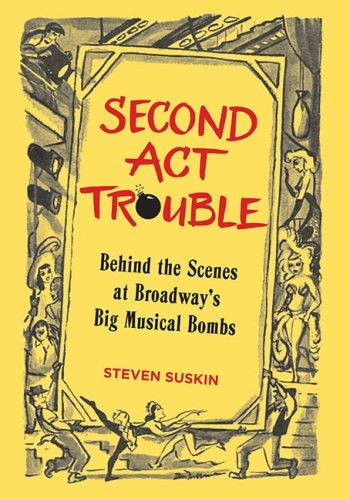 SECOND
ACT
TROUBLE
Behind the Scenes
at Broadway's
Big Musical Bombs
STEVEN SUSKIN